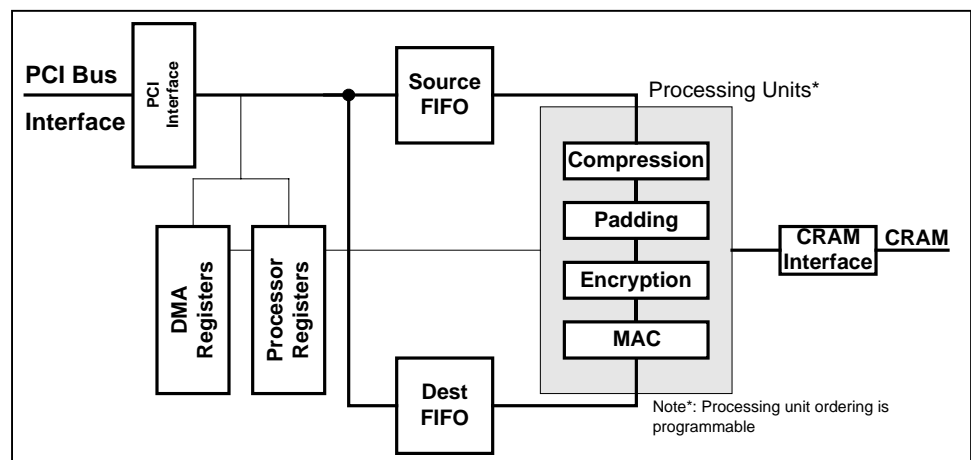 PCI Bus
Interface
PCI
Interface
Source
FIFO
Processing Units*
Compression
Padding
Encryption
MAC
CRAM
Interface
CRAM
DMA
Registers
Processor
Registers
Dest
FIFO
Note*: Processing unit ordering is
programmable